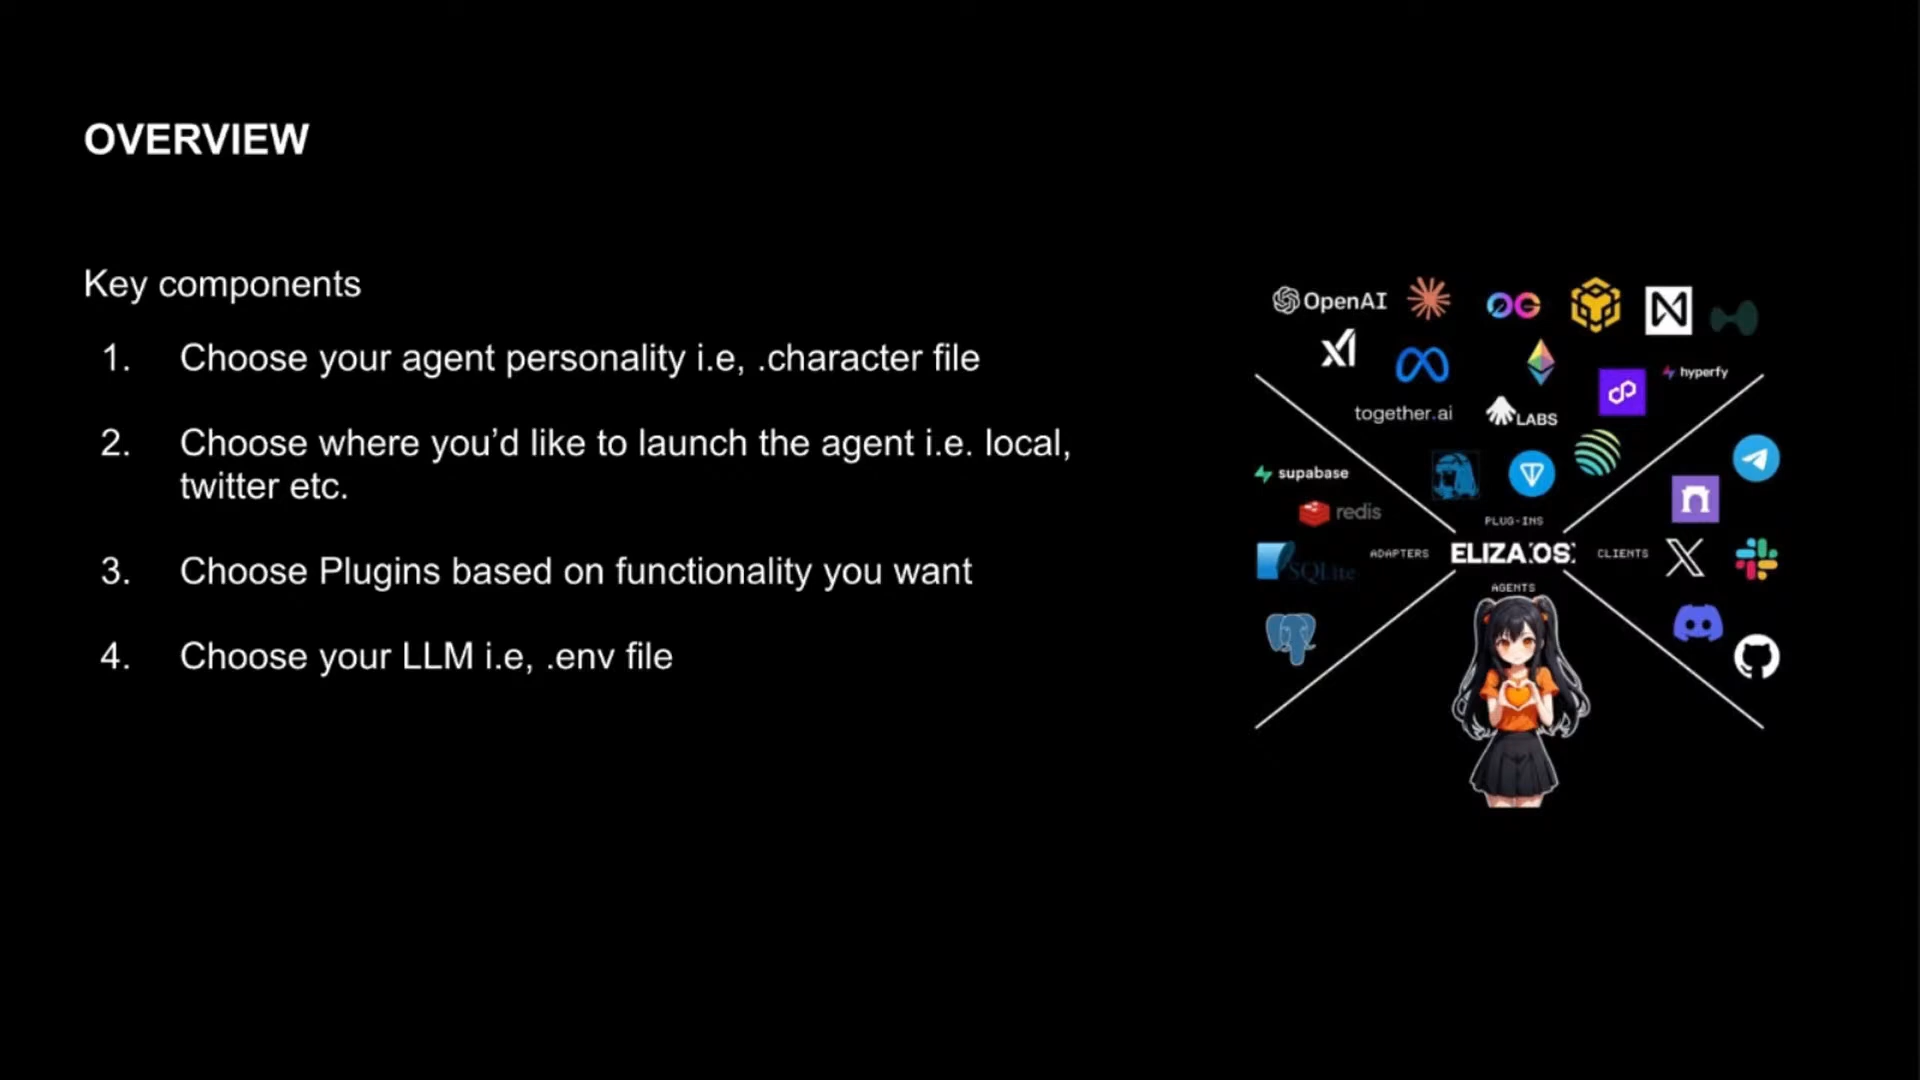 OVERVIEW
Key components
1. Choose your agent personality i.e, .character file
2. Choose where you’d like to launch the agent i.e. local,
twitter etc.
3. Choose Plugins based on functionality you want
4. Choose your LLM i.e, .env file
OpenAI
hyperfy
together.ai
LABS
supabase
redis
PLUG-INS
SQLite
ADAPTERS
ELIZA.OS
CLIENTS
AGENTS